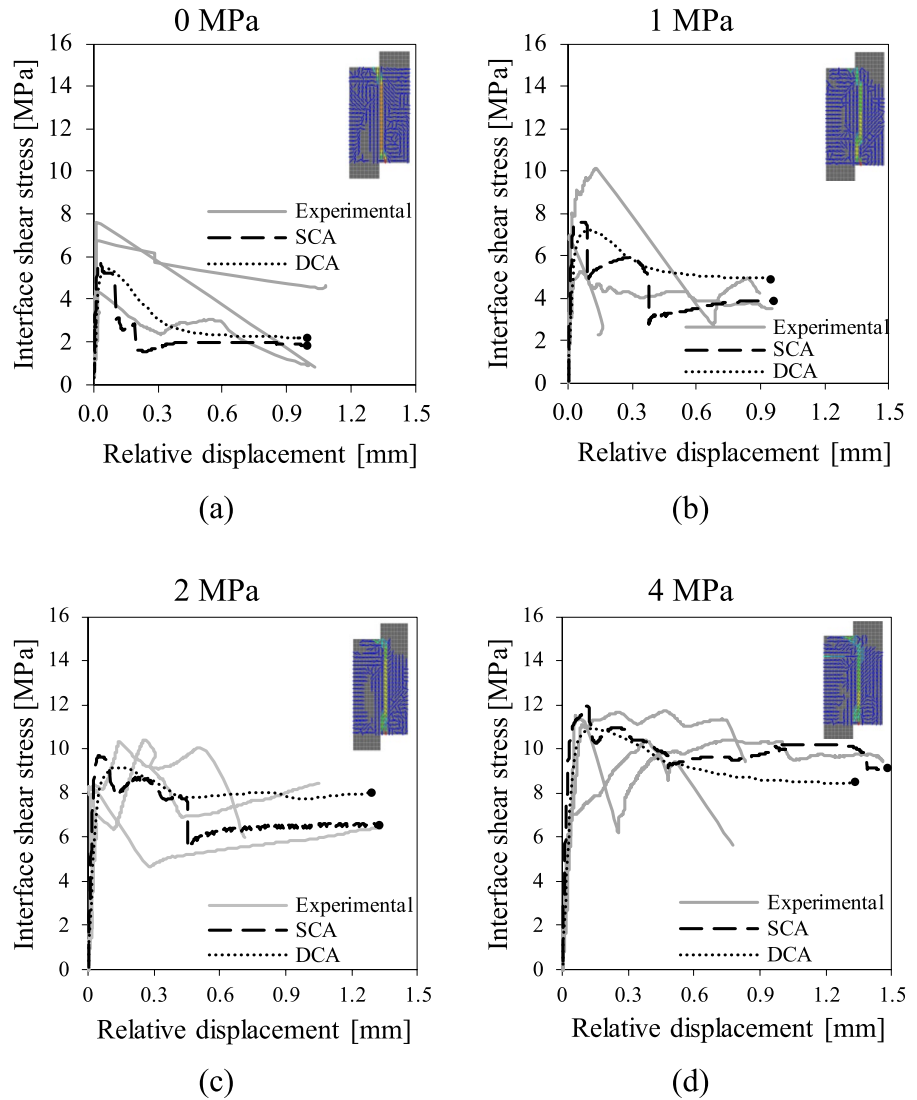 0 MPa
Interface shear stress [MPa]
16
14
12
10
8
6
4
2
0
Experimental
SCA
DCA
0.0 0.3 0.6 0.9 1.2 1.5
Relative displacement [mm]
(a)
1 MPa
Interface shear stress [MPa]
16
14
12
10
8
6
4
2
0
Experimental
SCA
DCA
0.0 0.3 0.6 0.9 1.2 1.5
Relative displacement [mm]
(b)
2 MPa
Interface shear stress [MPa]
16
14
12
10
8
6
4
2
0
Experimental
SCA
DCA
0 0.3 0.6 0.9 1.2 1.5
Relative displacement [mm]
(c)
4 MPa
Interface shear stress [MPa]
16
14
12
10
8
6
4
2
0
Experimental
SCA
DCA
0 0.3 0.6 0.9 1.2 1.5
Relative displacement [mm]
(d)